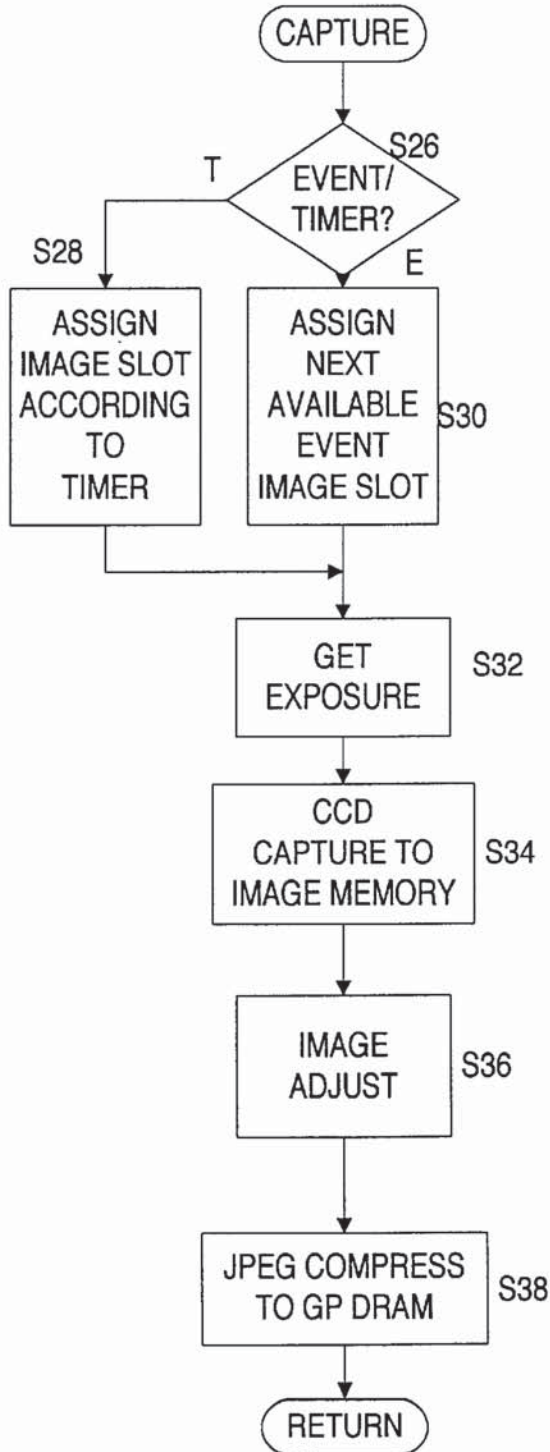 CAPTURE
S26
EVENT/
TIMER?
T
E
S28
ASSIGN
IMAGE SLOT
ACCORDING
TO
TIMER
ASSIGN
NEXT
AVAILABLE
EVENT
IMAGE SLOT
S30
GET
EXPOSURE
S32
CCD
CAPTURE TO
IMAGE MEMORY
S34
IMAGE
ADJUST
S36
JPEG COMPRESS
TO GP DRAM
S38
RETURN